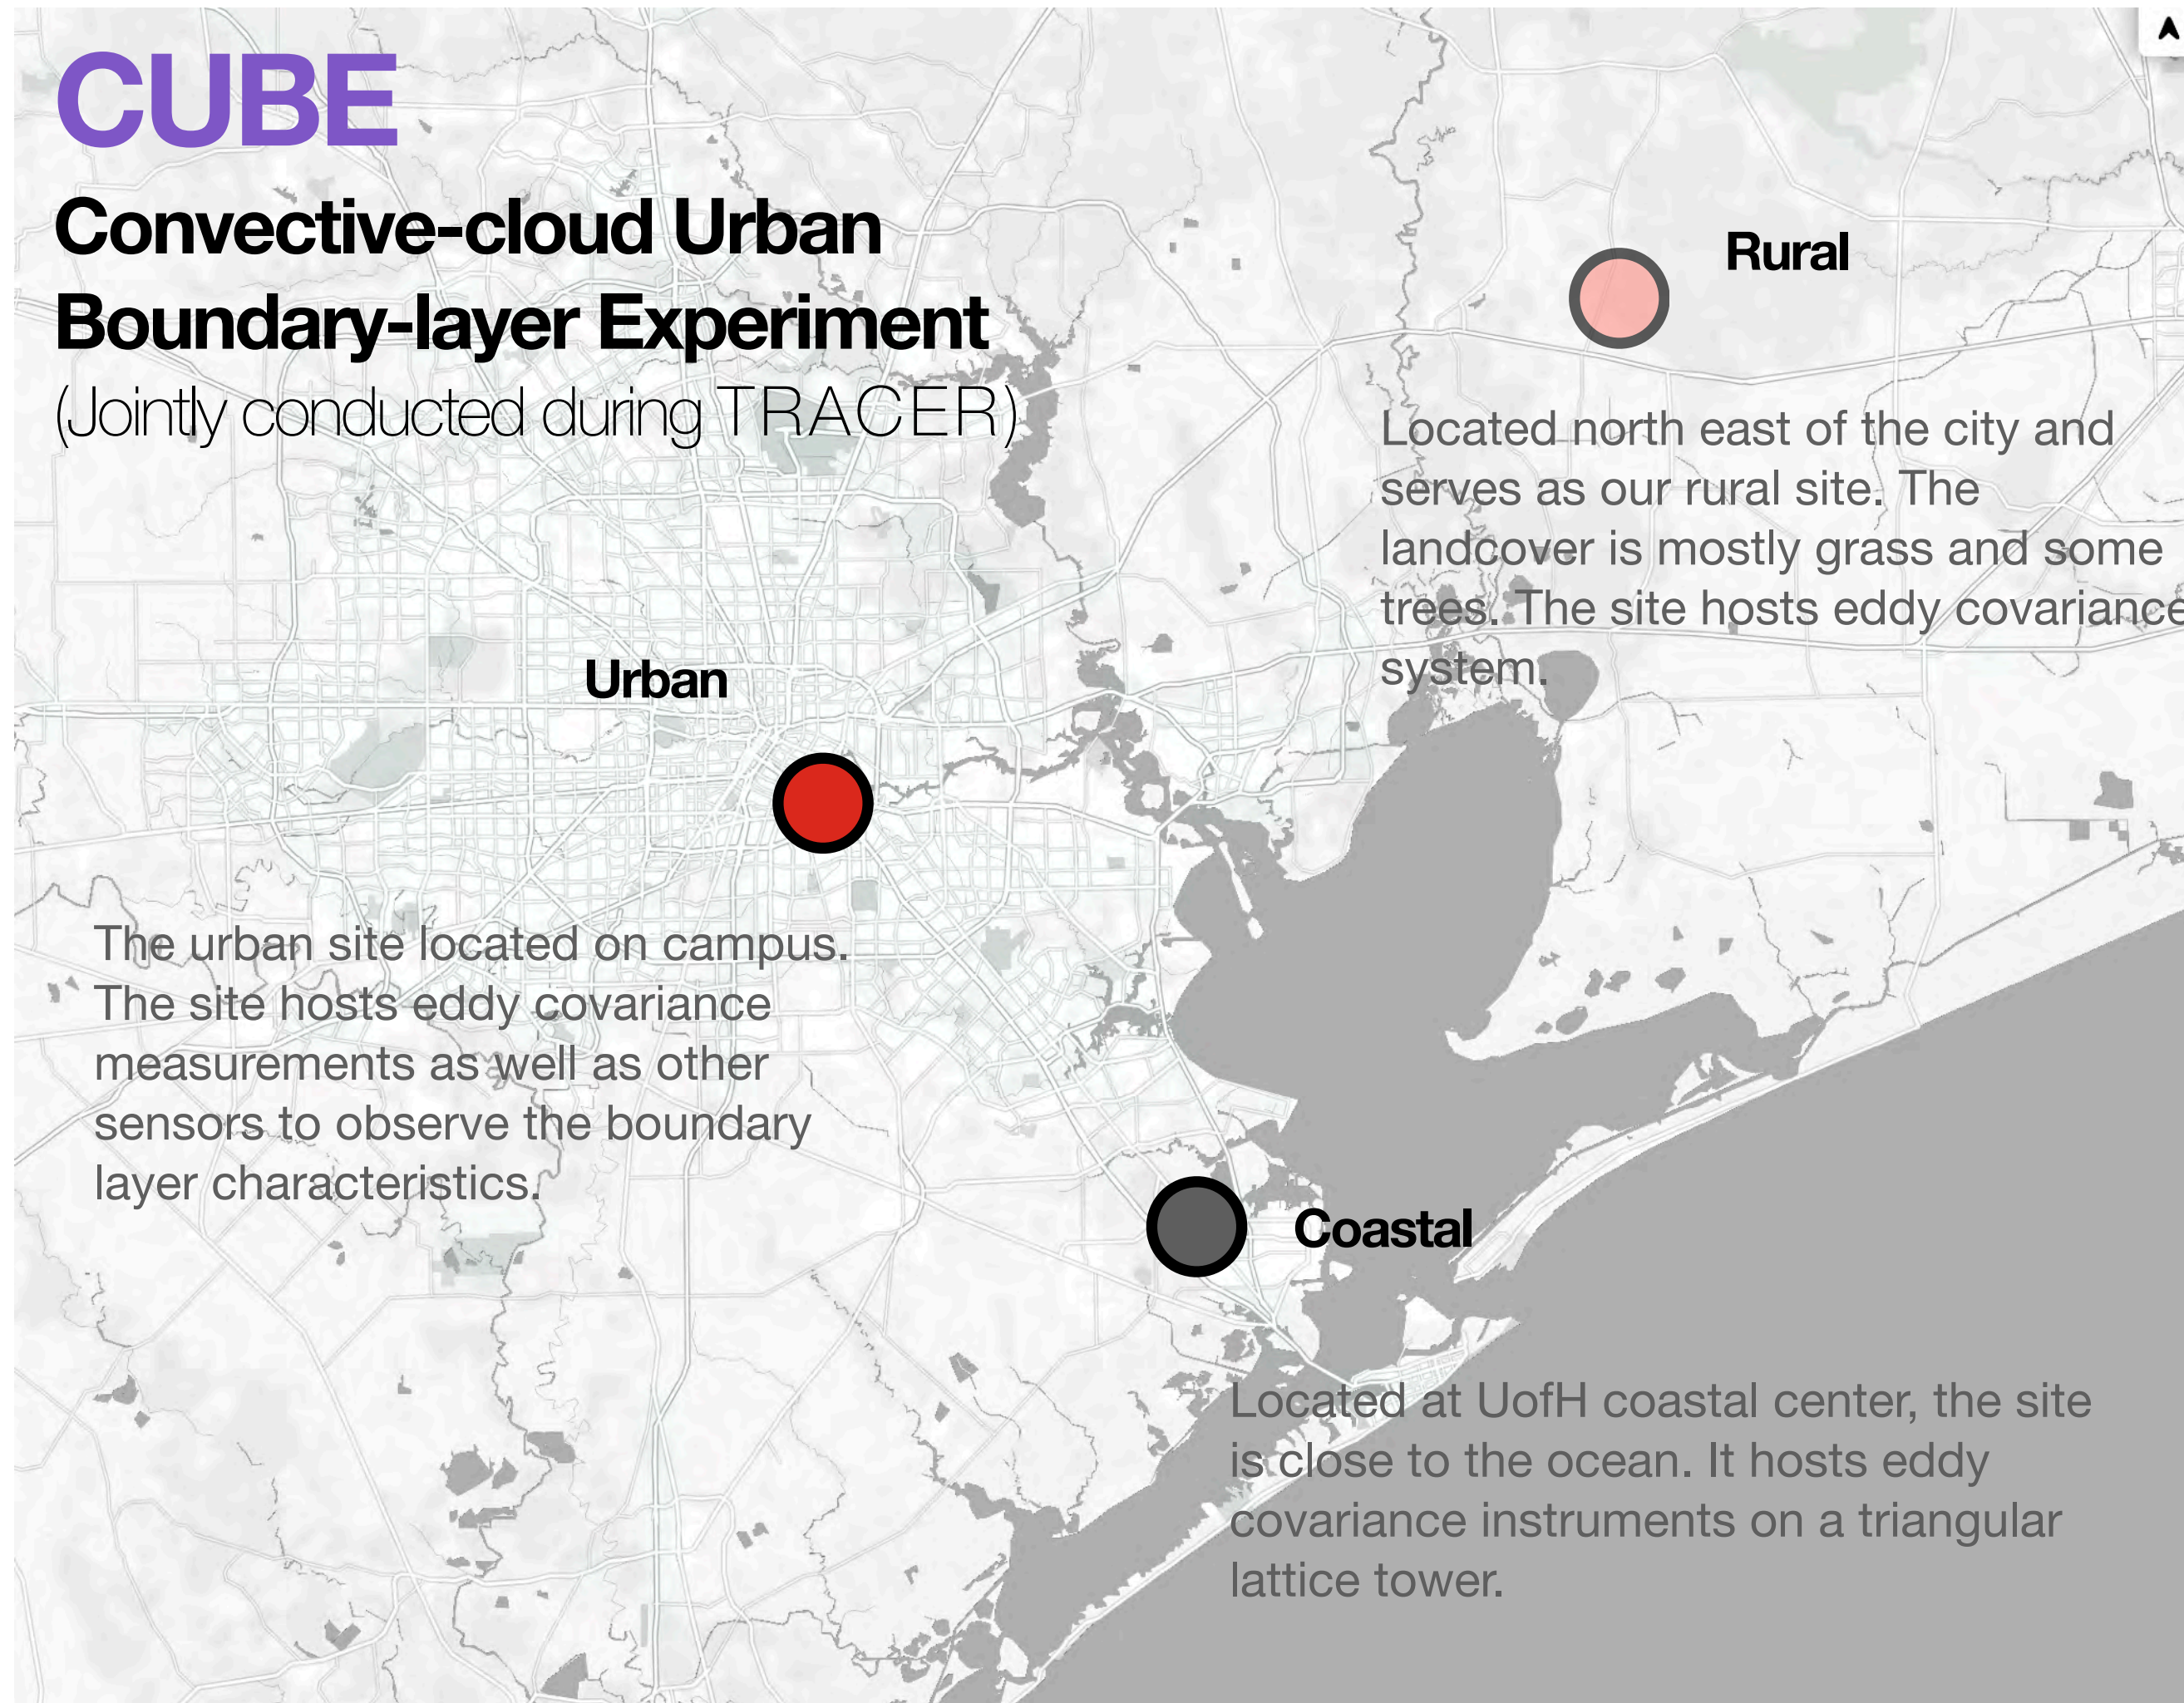 CUBE
Convective-cloud Urban
Boundary-layer Experiment
(Jointly conducted during TRACER)
Rural
Located north east of the city and
serves as our rural site. The
landcover is mostly grass and some
trees. The site hosts eddy covariance
system.
Urban
The urban site located on campus.
The site hosts eddy covariance
measurements as well as other
sensors to observe the boundary
layer characteristics.
Coastal
Located at UofH coastal center, the site
is close to the ocean. It hosts eddy
covariance instruments on a triangular
lattice tower.